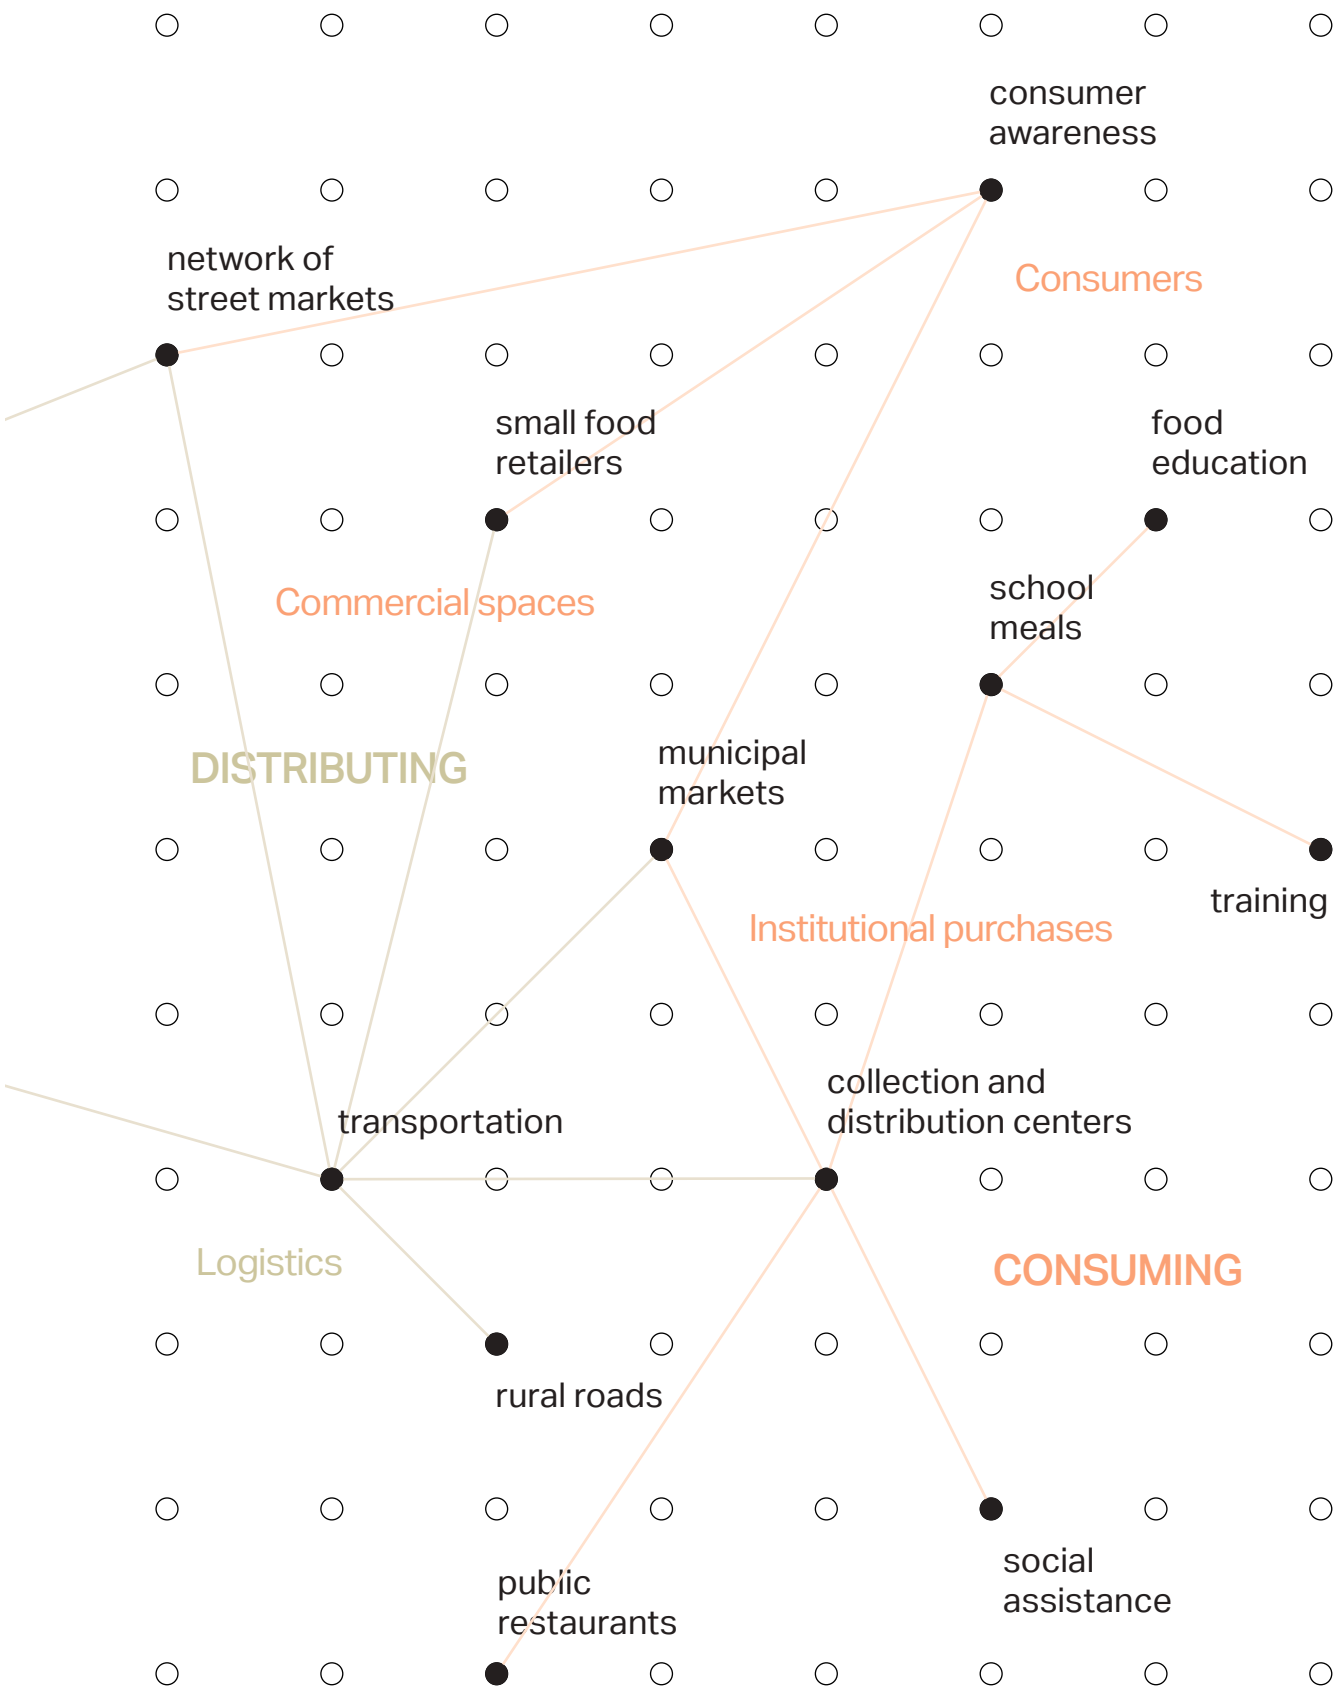 consumer
awareness
network of
street markets
Consumers
small food
retailers
food
education
Commercial spaces
school
meals
DISTRIBUTING
municipal
markets
training
Institutional purchases
collection and
distribution centers
transportation
Logistics
CONSUMING
rural roads
social
assistance
public
restaurants